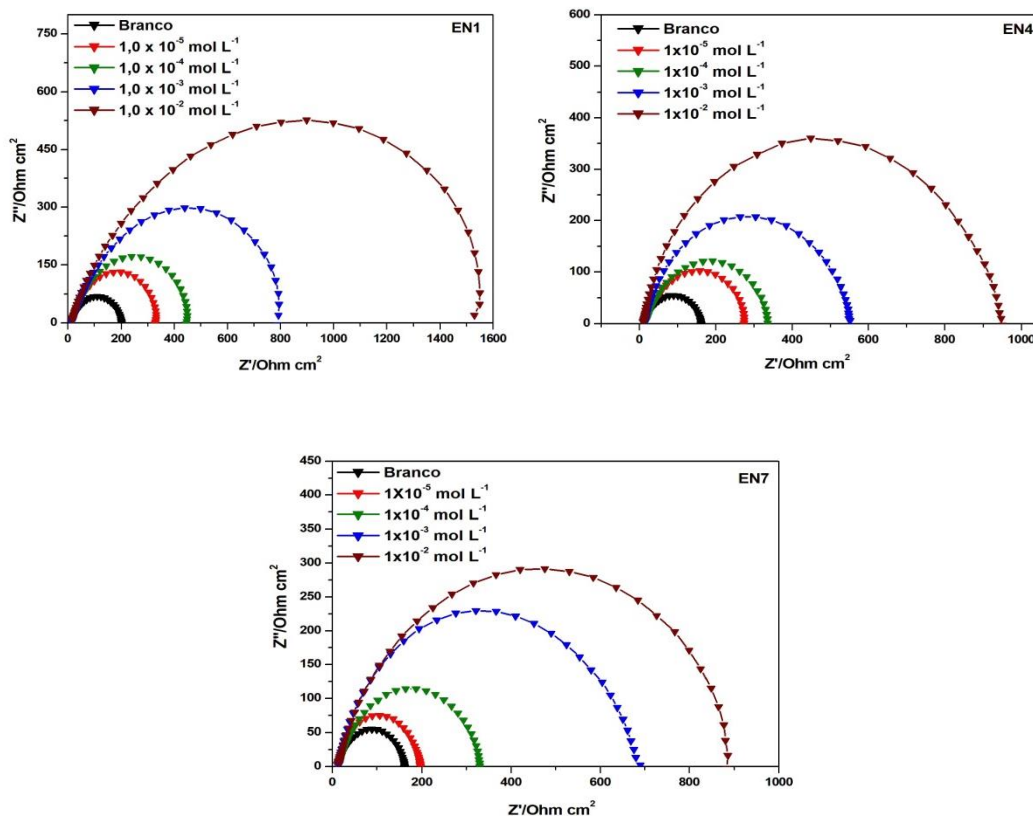 EN1
Branco
1,0 x 10⁻⁵ mol L⁻¹
1,0 x 10⁻⁴ mol L⁻¹
1,0 x 10⁻³ mol L⁻¹
1,0 x 10⁻² mol L⁻¹
750
600
450
300
150
0
Z''/Ohm cm²
0 200 400 600 800 1000 1200 1400 1600
Z'/Ohm cm²
EN4
Branco
1x10⁻⁵ mol L⁻¹
1x10⁻⁴ mol L⁻¹
1x10⁻³ mol L⁻¹
1x10⁻² mol L⁻¹
600
500
400
300
200
100
0
Z''/Ohm cm²
0 200 400 600 800 1000
Z'/Ohm cm²
EN7
Branco
1X10⁻⁵ mol L⁻¹
1x10⁻⁴ mol L⁻¹
1x10⁻³ mol L⁻¹
1x10⁻² mol L⁻¹
450
400
350
300
250
200
150
100
50
0
Z''/Ohm cm²
0 200 400 600 800 1000
Z'/Ohm cm²